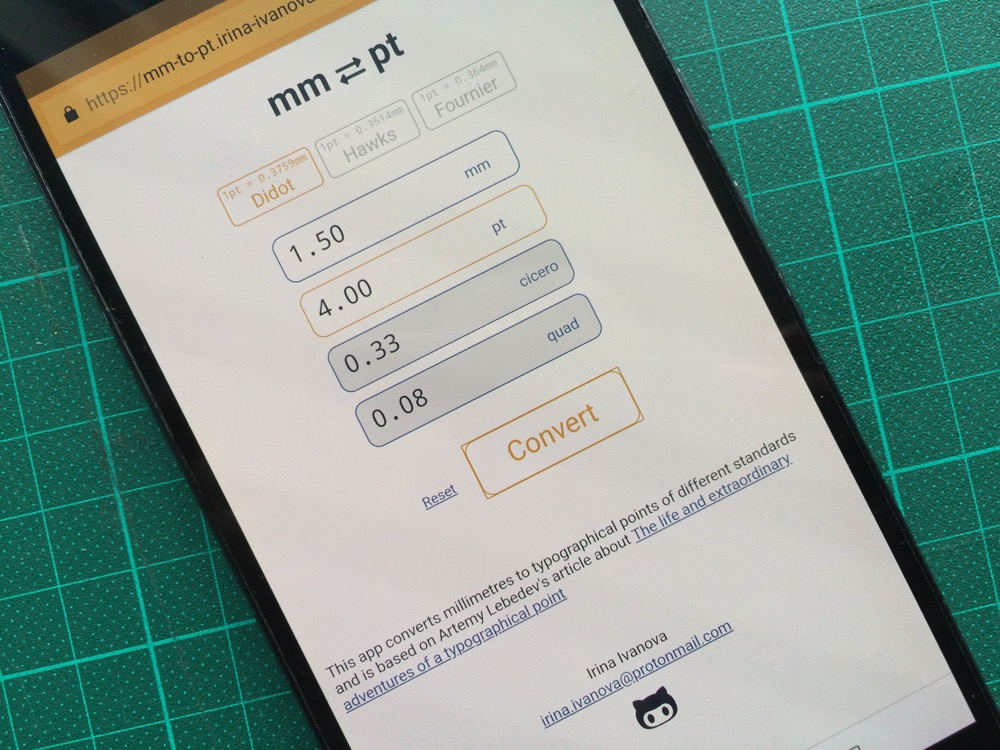 https://mm-to-pt.irina-ivanova
mm ⇄ pt
1pt = 0.3759mm
Didot
1pt = 0.3514mm
Hawks
1pt = 0.364mm
Fournier
1.50 mm
4.00 pt
0.33 cicero
0.08 quad
Convert
Reset
This app converts millimetres to typographical points of different standards
and is based on Artemy Lebedev's article about The life and extraordinary
adventures of a typographical point
Irina Ivanova
irina.ivanova@protonmail.com